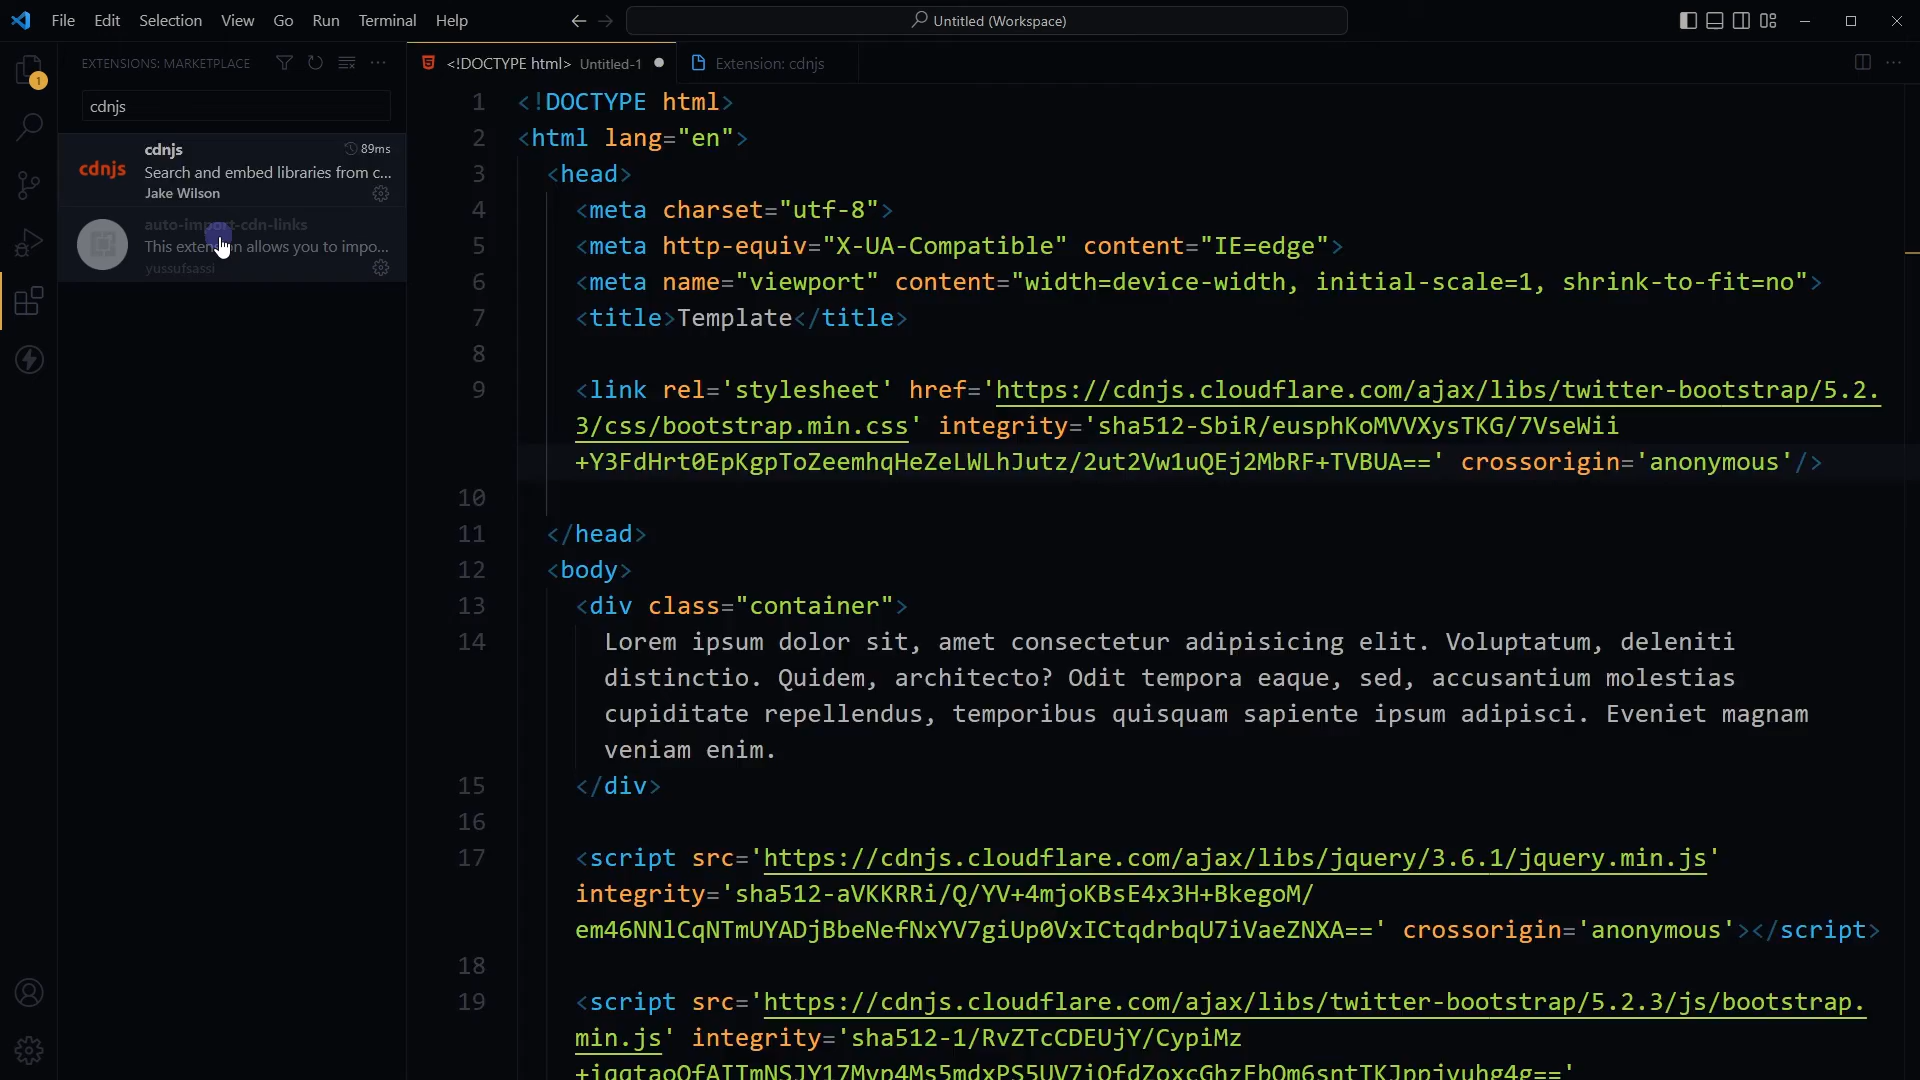 File Edit Selection View Go Run Terminal Help
Untitled (Workspace)
EXTENSIONS: MARKETPLACE
<!DOCTYPE html> Untitled-1
Extension: cdnjs
1
cdnjs
cdnjs
cdnjs
89ms
Search and embed libraries from c...
Jake Wilson
auto-import-cdn-links
This extension allows you to impo...
yussufsassi
1 <!DOCTYPE html>
2 <html lang="en">
3 <head>
4 <meta charset="utf-8">
5 <meta http-equiv="X-UA-Compatible" content="IE=edge">
6 <meta name="viewport" content="width=device-width, initial-scale=1, shrink-to-fit=no">
7 <title>Template</title>
8
9 <link rel='stylesheet' href='https://cdnjs.cloudflare.com/ajax/libs/twitter-bootstrap/5.2.
3/css/bootstrap.min.css' integrity='sha512-SbiR/eusphKoMVVXysTKG/7VseWii
+Y3FdHrt0EpKgpToZeemhqHeZeLWLhJutz/2ut2Vw1uQEj2MbRF+TVBUA==' crossorigin='anonymous'/>
10
11 </head>
12 <body>
13 <div class="container">
14 Lorem ipsum dolor sit, amet consectetur adipisicing elit. Voluptatum, deleniti
distinctio. Quidem, architecto? Odit tempora eaque, sed, accusantium molestias
cupiditate repellendus, temporibus quisquam sapiente ipsum adipisci. Eveniet magnam
veniam enim.
15 </div>
16
17 <script src='https://cdnjs.cloudflare.com/ajax/libs/jquery/3.6.1/jquery.min.js'
integrity='sha512-aVKKRRi/Q/YV+4mjoKBsE4x3H+BkegoM/
em46NNlCqNTmUYADjBbeNefNxYV7giUp0VxICtqdrbqU7iVaeZNXA==' crossorigin='anonymous'></script>
18
19 <script src='https://cdnjs.cloudflare.com/ajax/libs/twitter-bootstrap/5.2.3/js/bootstrap.
min.js' integrity='sha512-1/RvZTcCDEUjY/CypiMz